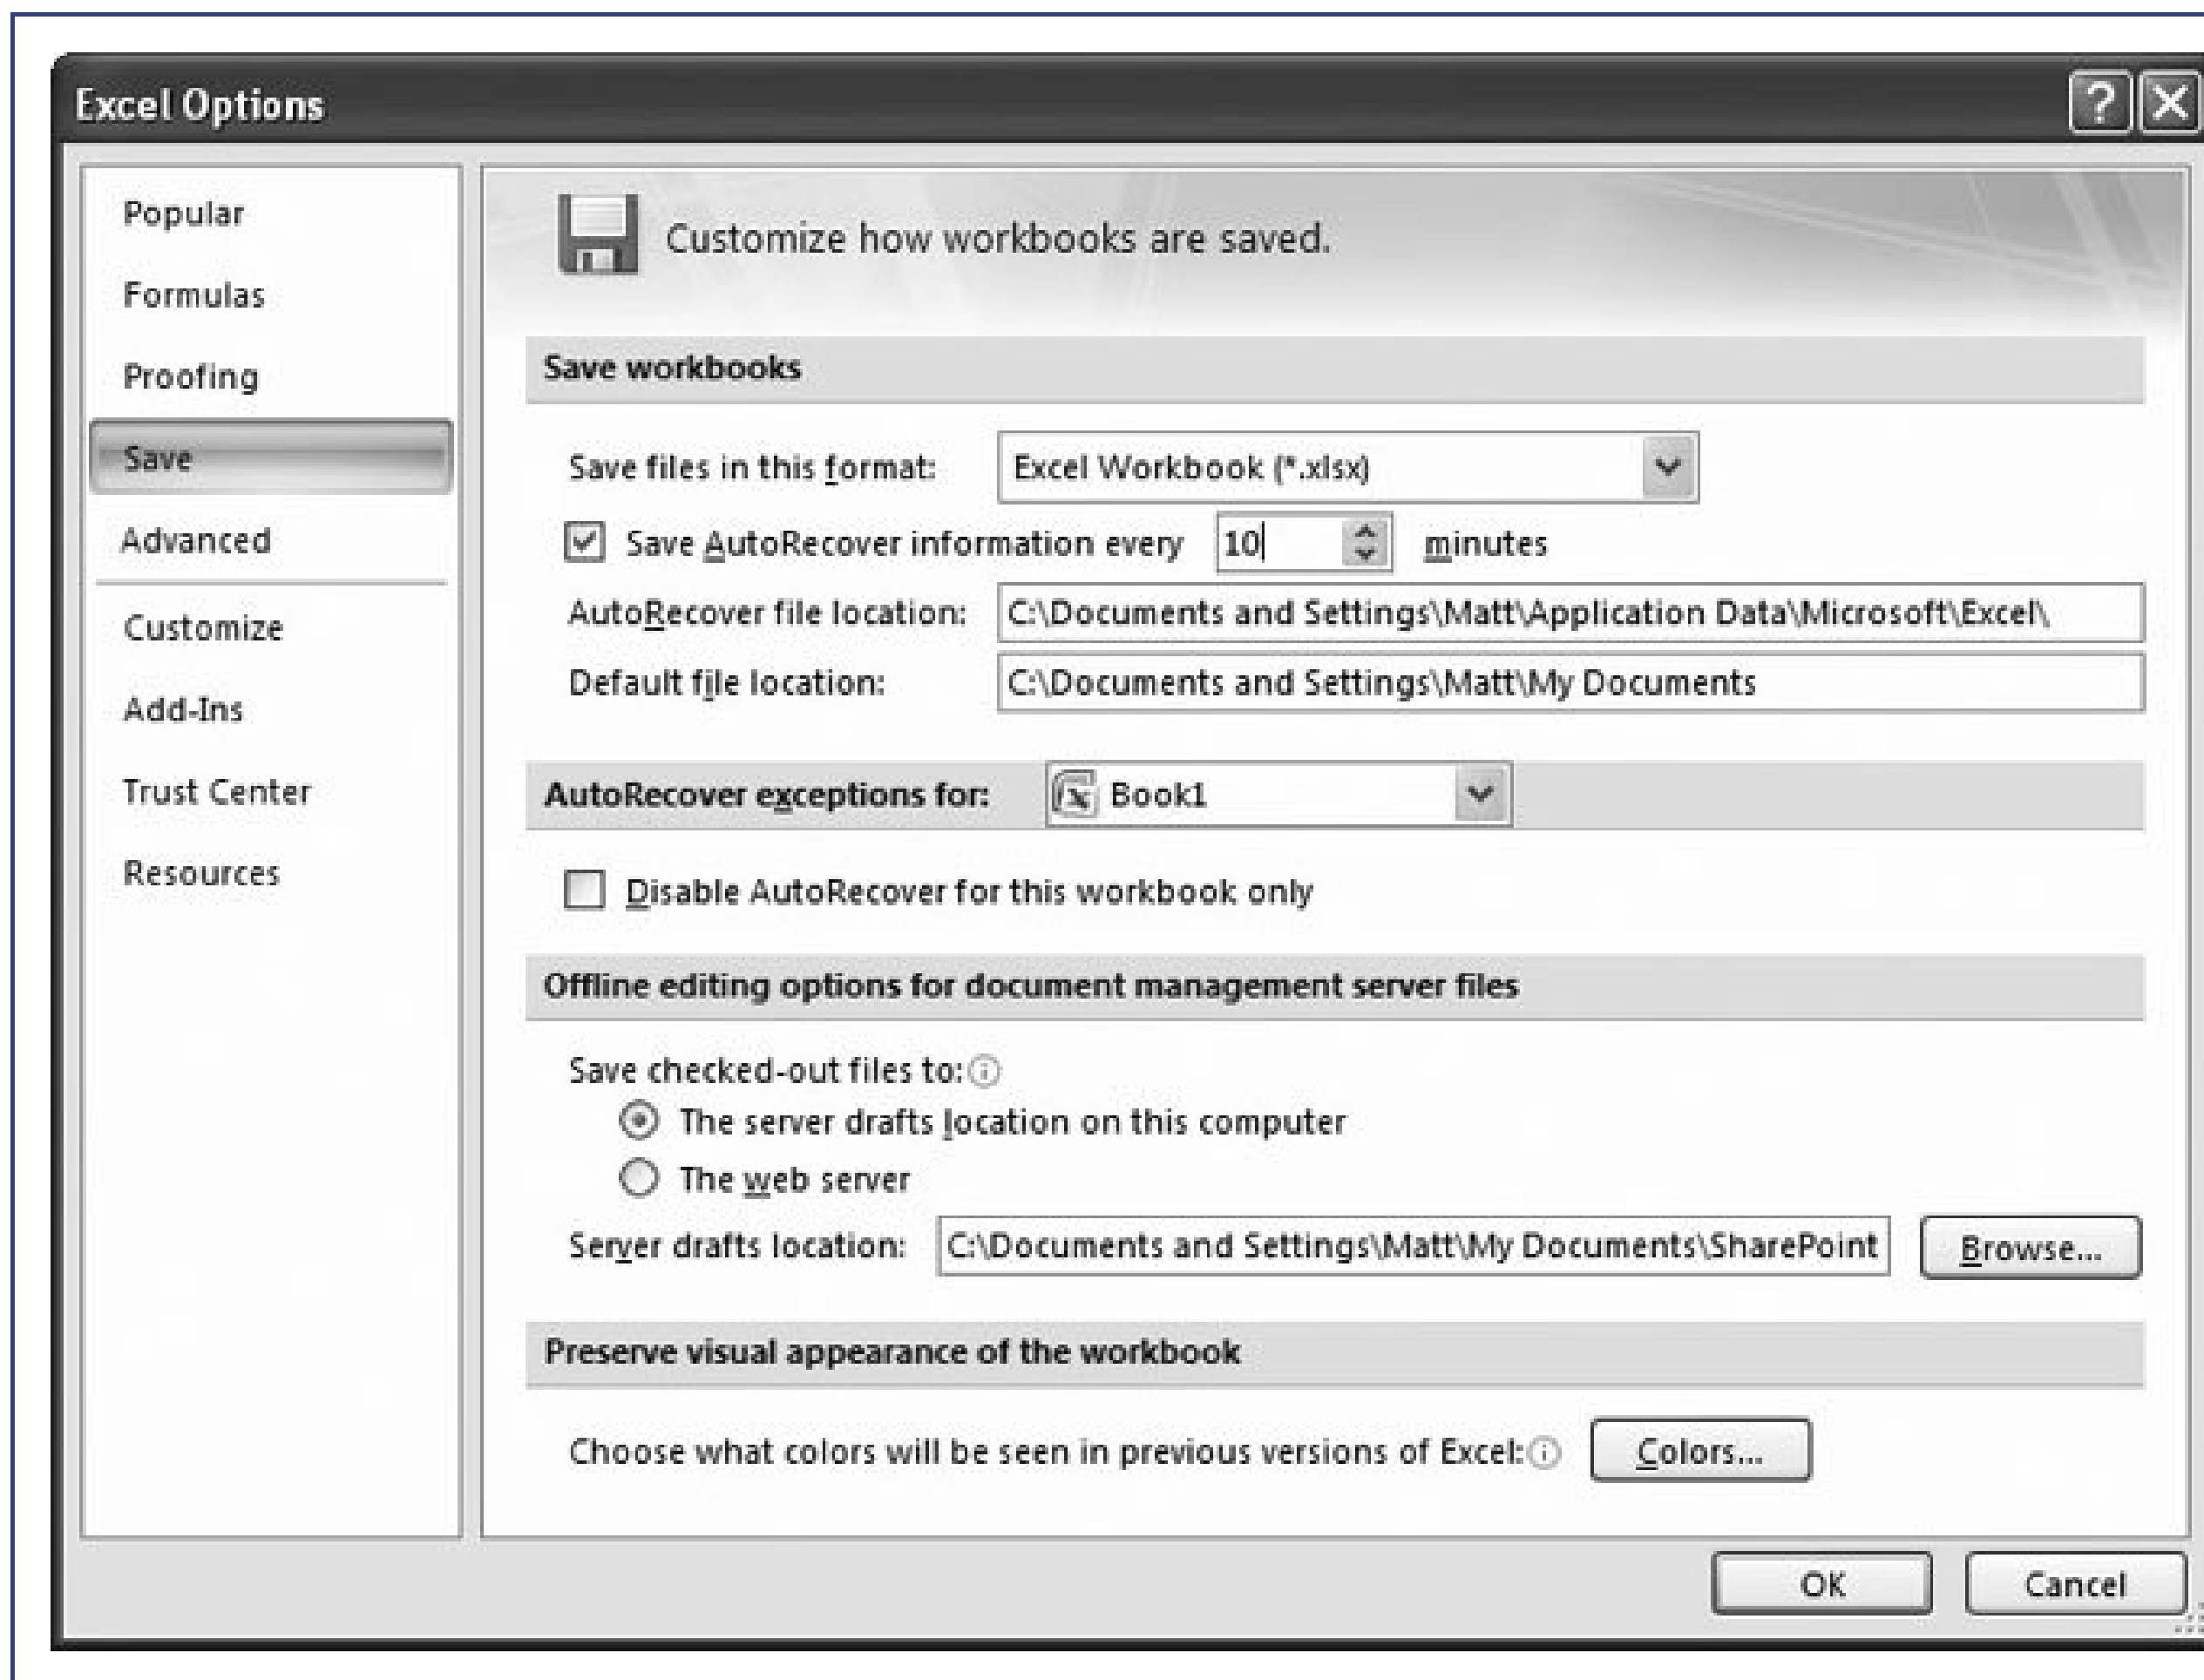 Excel Options
Popular
Formulas
Proofing
Save
Advanced
Customize
Add-Ins
Trust Center
Resources
Customize how workbooks are saved.
Save workbooks
Save files in this format: Excel Workbook (*.xlsx)
Save AutoRecover information every 10 minutes
AutoRecover file location: C:\Documents and Settings\Matt\Application Data\Microsoft\Excel\
Default file location: C:\Documents and Settings\Matt\My Documents
AutoRecover exceptions for: Book1
Disable AutoRecover for this workbook only
Offline editing options for document management server files
Save checked-out files to:
The server drafts location on this computer
The web server
Server drafts location: C:\Documents and Settings\Matt\My Documents\SharePoint Browse...
Preserve visual appearance of the workbook
Choose what colors will be seen in previous versions of Excel: Colors...
OK Cancel